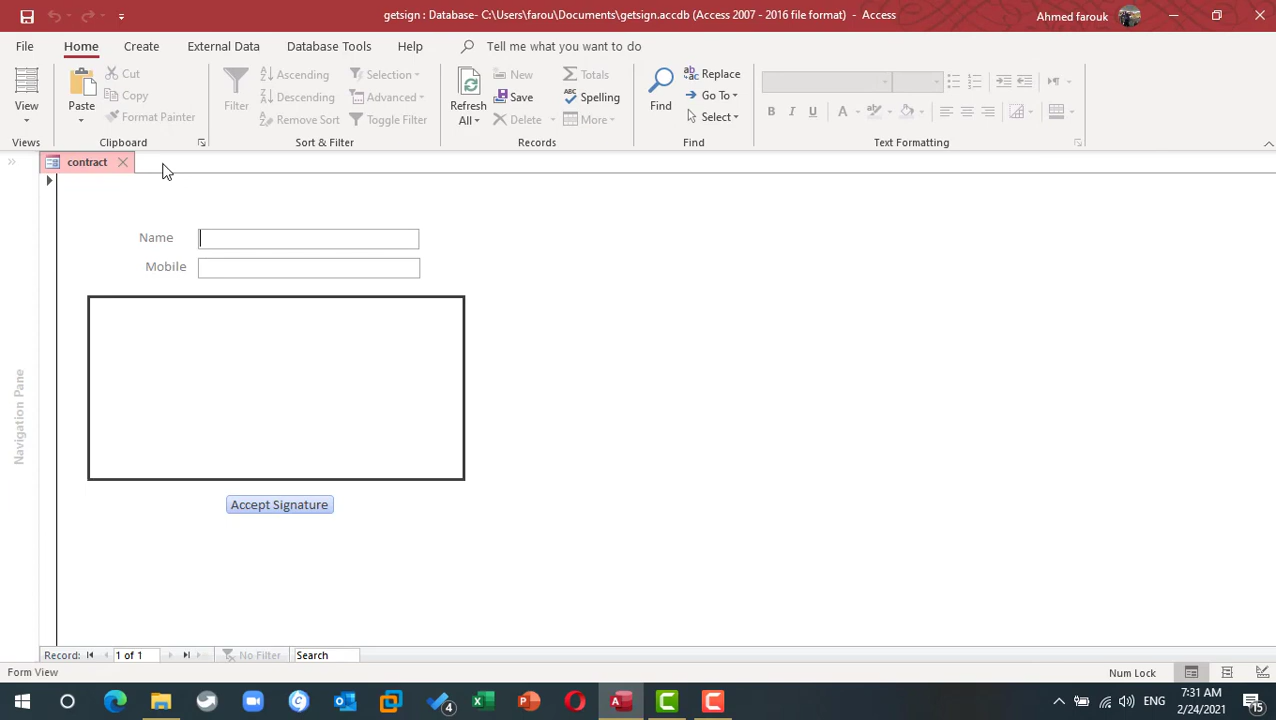 getsign : Database- C:\Users\farou\Documents\getsign.accdb (Access 2007 - 2016 file format) - Access
Ahmed farouk
File
Home
Create
External Data
Database Tools
Help
Tell me what you want to do
View
Views
Paste
Cut
Copy
Format Painter
Clipboard
Filter
Ascending
Descending
Remove Sort
Selection
Advanced
Toggle Filter
Sort & Filter
Refresh
All
New
Save
Delete
Totals
Spelling
More
Records
Find
Replace
Go To
Select
Find
B I U
A
Text Formatting
contract
Navigation Pane
Name
Mobile
Accept Signature
Record:
1 of 1
No Filter
Search
Form View
Num Lock
4
ENG
7:31 AM
2/24/2021
15